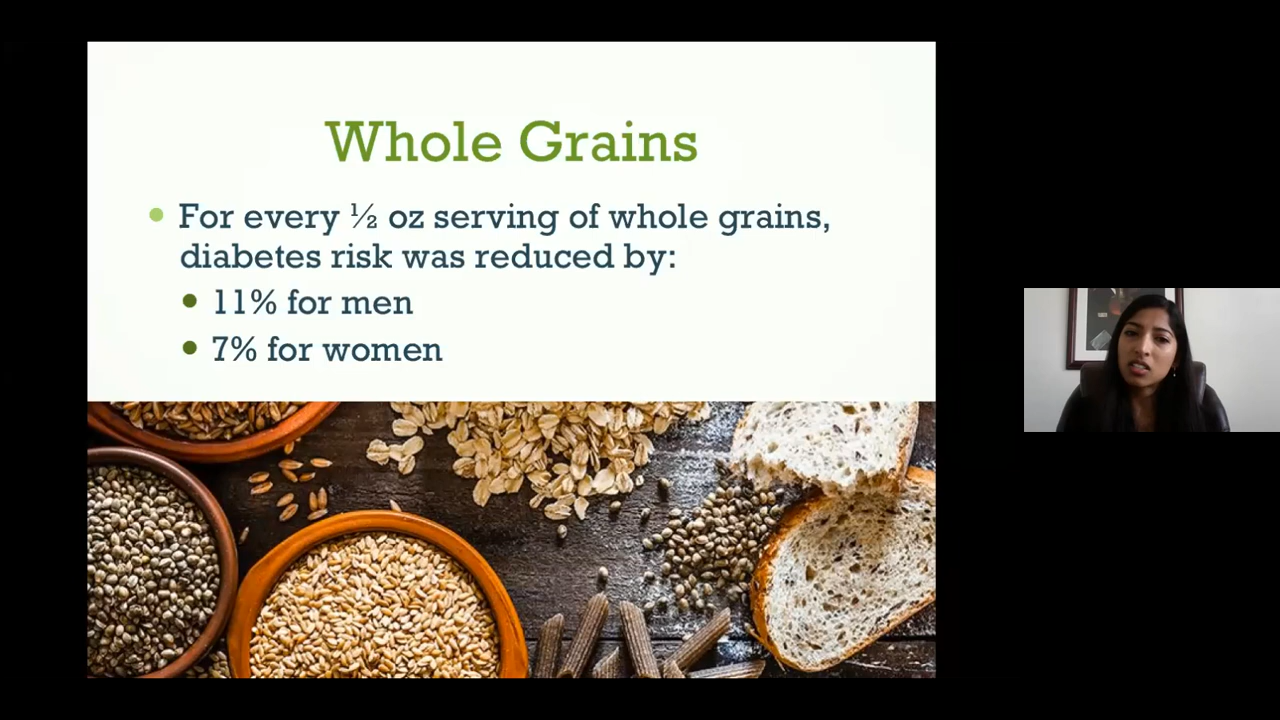 Whole Grains
For every ½ oz serving of whole grains,
diabetes risk was reduced by:
11% for men
7% for women